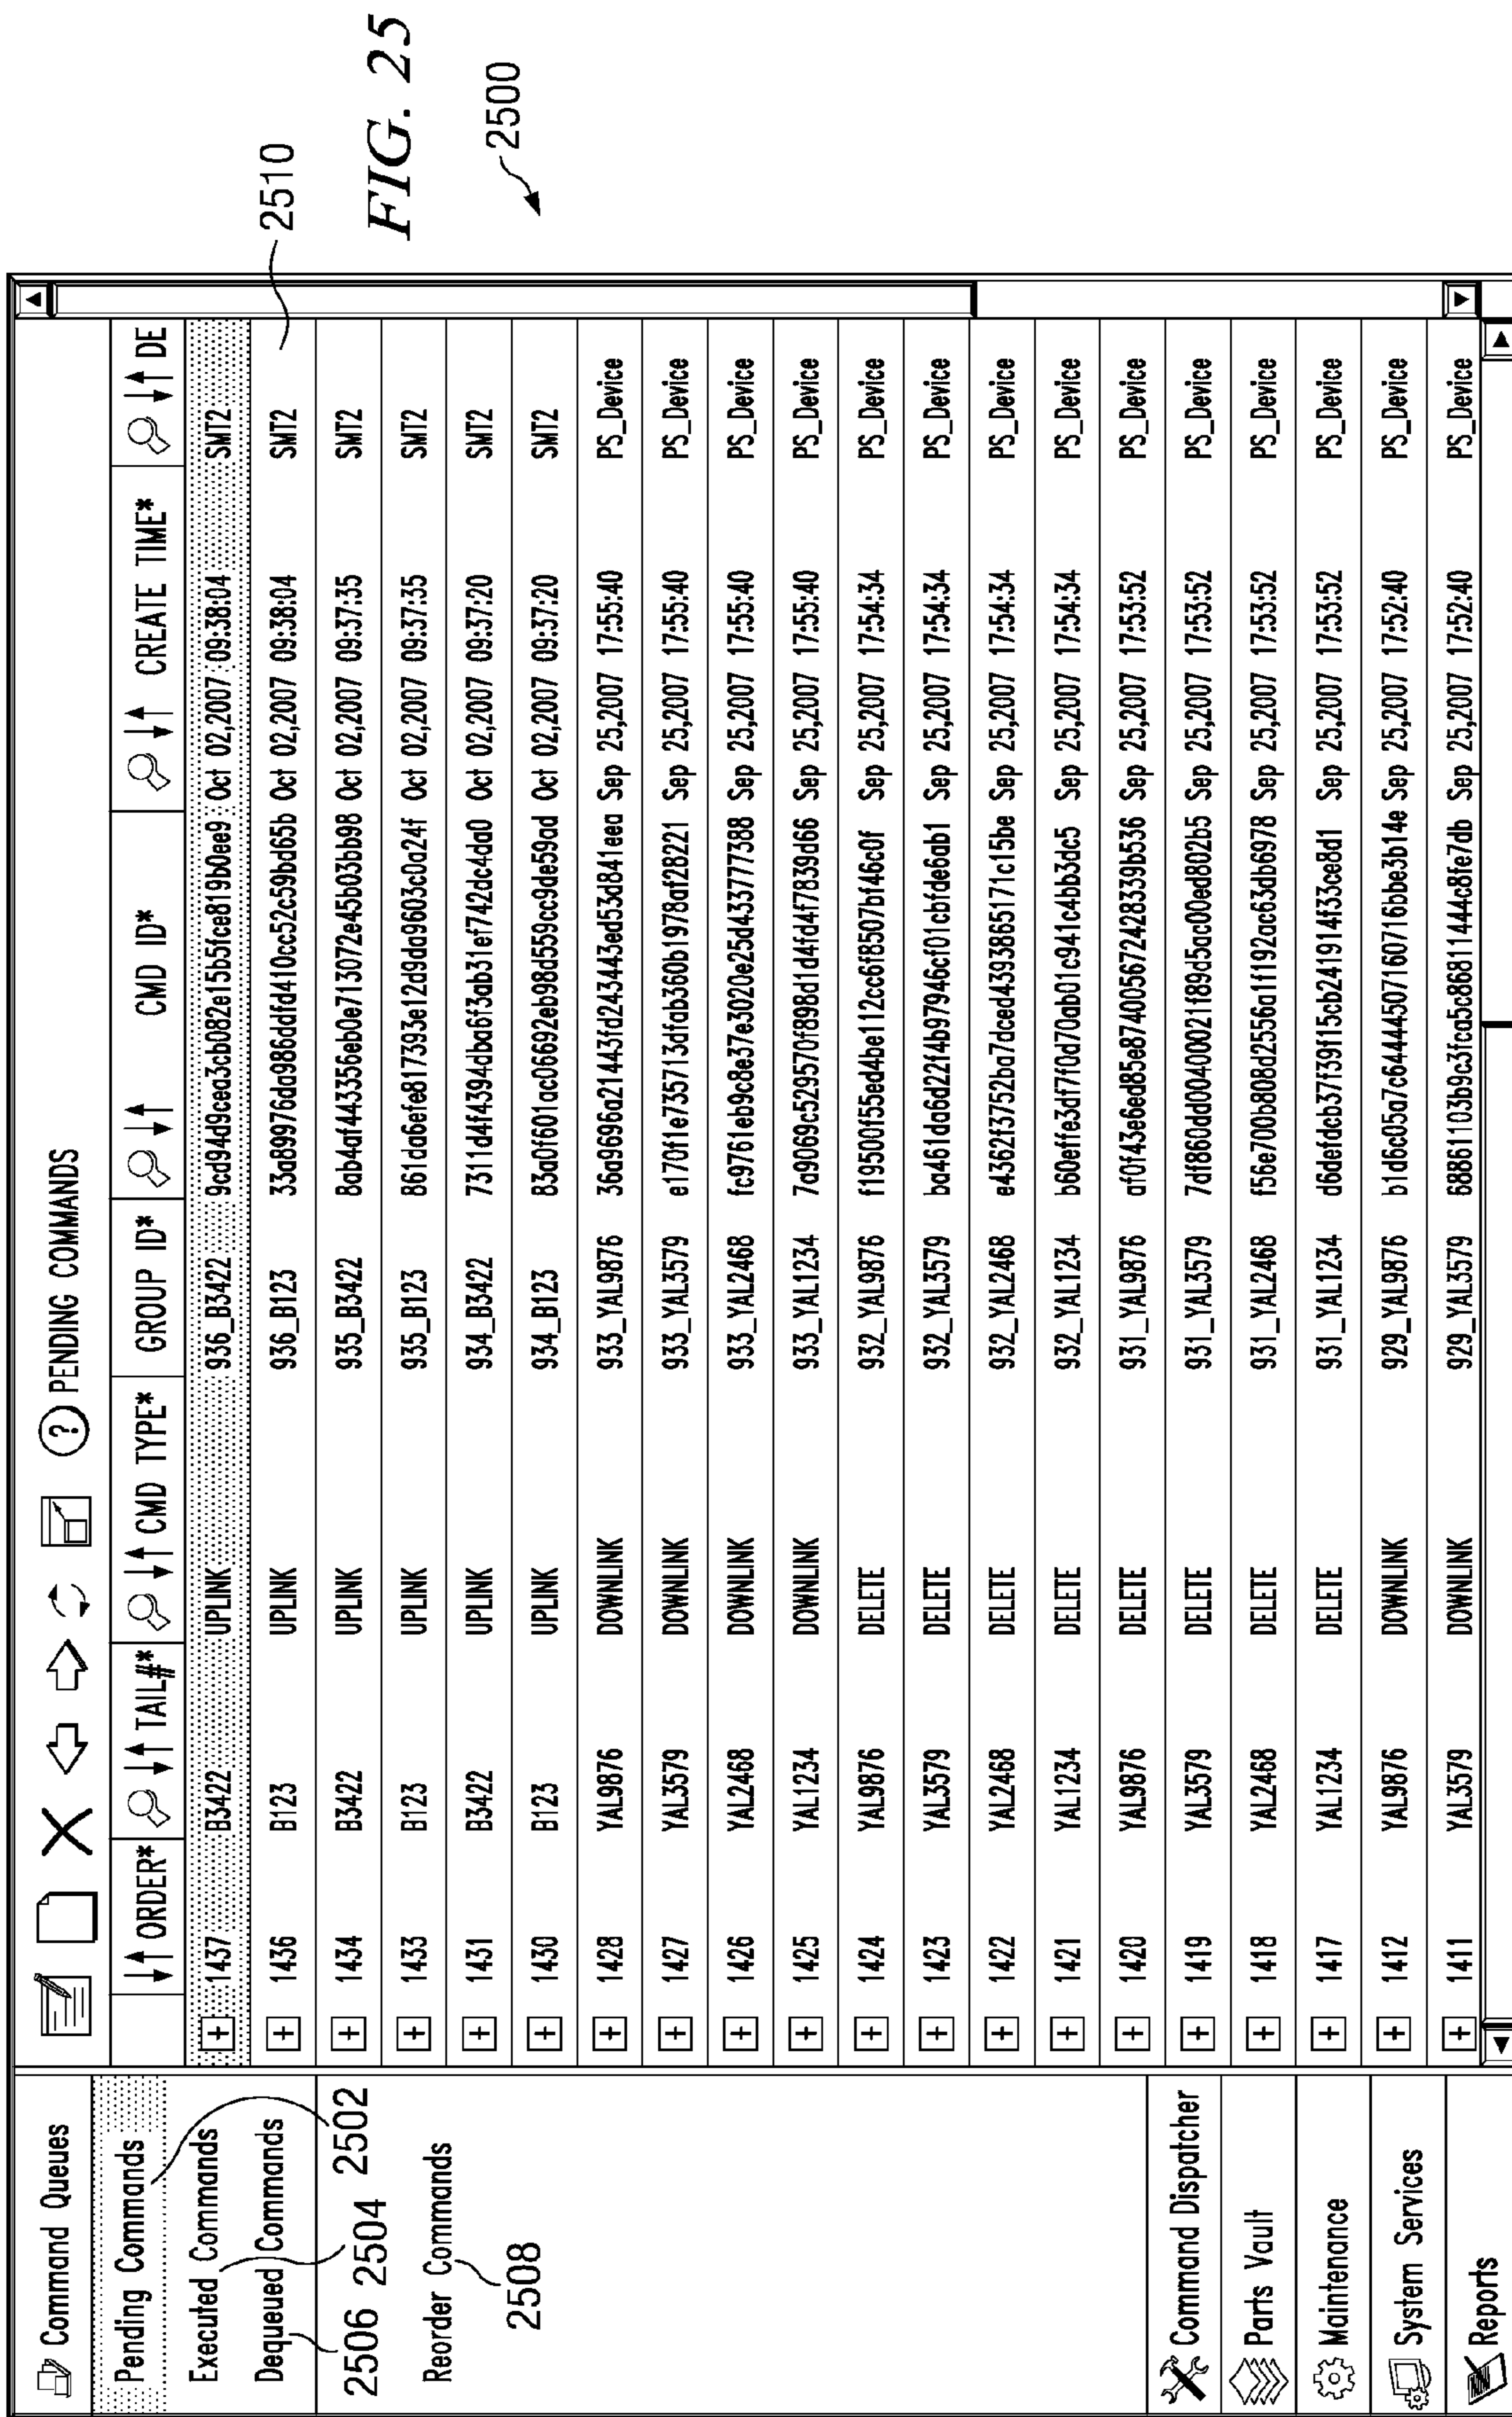 FIG. 25
2500
2510
Command Queues
Pending Commands
Executed Commands
Dequeued Commands
2506 2504 2502
Reorder Commands
2508
Command Dispatcher
Parts Vault
Maintenance
System Services
Reports
? PENDING COMMANDS
ORDER* TAIL#* CMD TYPE* GROUP ID* CMD ID* CREATE TIME* DE
+ 1437 B3422 UPLINK 936_B3422 9cd94d9cea3cb082e15b5fce819b0ee9 Oct 02,2007 09:38:04 SMT2
+ 1436 B123 UPLINK 936_B123 33a89976dd986ddfd410cc52c59bd65b Oct 02,2007 09:38:04 SMT2
+ 1434 B3422 UPLINK 935_B3422 8ab4af443356eb0e713072e45b03bb98 Oct 02,2007 09:37:35 SMT2
+ 1433 B123 UPLINK 935_B123 861da6efe817393e12d9da9603c0a24f Oct 02,2007 09:37:35 SMT2
+ 1431 B3422 UPLINK 934_B3422 7311d4f4394dba6f3ab31ef742dc4da0 Oct 02,2007 09:37:20 SMT2
+ 1430 B123 UPLINK 934_B123 83a0f601ac06692eb98d559cc9de59ad Oct 02,2007 09:37:20 SMT2
+ 1428 YAL9876 DOWNLINK 933_YAL9876 36a9696a21443fd243443ed53d841eea Sep 25,2007 17:55:40 PS_Device
+ 1427 YAL3579 DOWNLINK 933_YAL3579 e170f1e735713dfab360b1978af28221 Sep 25,2007 17:55:40 PS_Device
+ 1426 YAL2468 DOWNLINK 933_YAL2468 fc9761eb9c8e37e3020e25d433777388 Sep 25,2007 17:55:40 PS_Device
+ 1425 YAL1234 DOWNLINK 933_YAL1234 7a9069c529570f898d1d4fd4f7839d66 Sep 25,2007 17:55:40 PS_Device
+ 1424 YAL9876 DELETE 932_YAL9876 f19500f55ed4be112cc6f8507bf46c0f Sep 25,2007 17:54:34 PS_Device
+ 1423 YAL3579 DELETE 932_YAL3579 ba461da6d22f4b97946cf01cbfde6ab1 Sep 25,2007 17:54:34 PS_Device
+ 1422 YAL2468 DELETE 932_YAL2468 e4362f3752ba7dced4393865171c15be Sep 25,2007 17:54:34 PS_Device
+ 1421 YAL1234 DELETE 932_YAL1234 b60effe3df7f0d70ab01c941c4bb3dc5 Sep 25,2007 17:54:34 PS_Device
+ 1420 YAL9876 DELETE 931_YAL9876 af0f43e6ed85e874005672428339b536 Sep 25,2007 17:53:52 PS_Device
+ 1419 YAL3579 DELETE 931_YAL3579 7df860dd00400021f89d5ac00ed802b5 Sep 25,2007 17:53:52 PS_Device
+ 1418 YAL2468 DELETE 931_YAL2468 f56e700b808d2556a1f192ac63db6978 Sep 25,2007 17:53:52 PS_Device
+ 1417 YAL1234 DELETE 931_YAL1234 d6defdcb37f39f15cb241914f33ce8d1 Sep 25,2007 17:53:52 PS_Device
+ 1412 YAL9876 DOWNLINK 929_YAL9876 b1d6c05a7c64444507160716bbe3b14e Sep 25,2007 17:52:40 PS_Device
+ 1411 YAL3579 DOWNLINK 929_YAL3579 68861103b9c3fca5c86811444c8fe7db Sep 25,2007 17:52:40 PS_Device